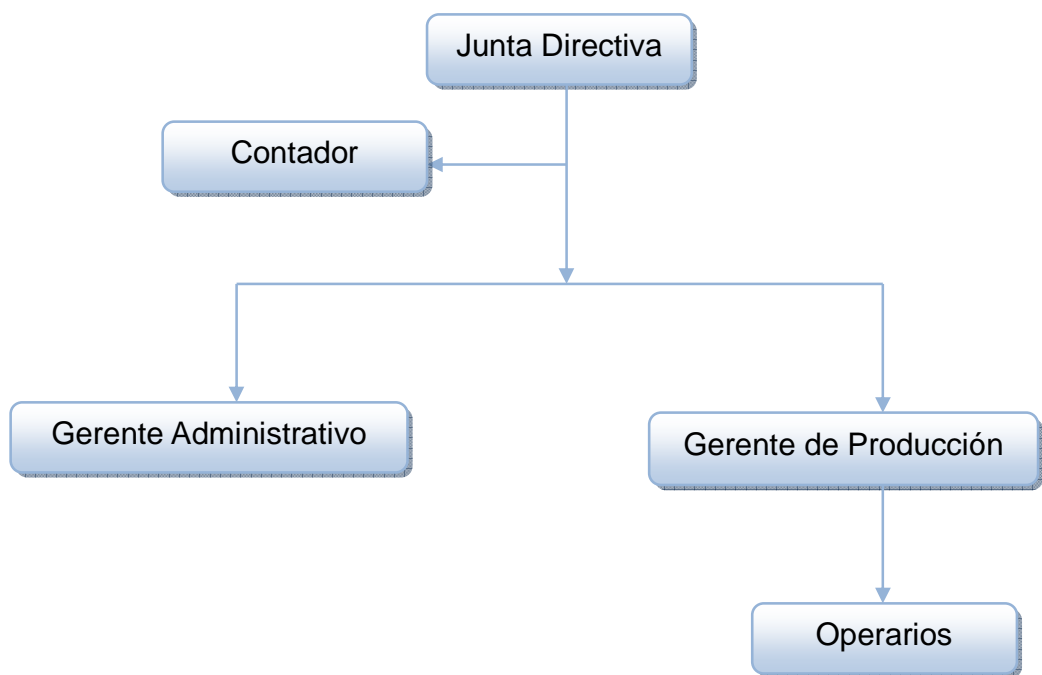 Junta Directiva
Contador
Gerente Administrativo
Gerente de Producción
Operarios